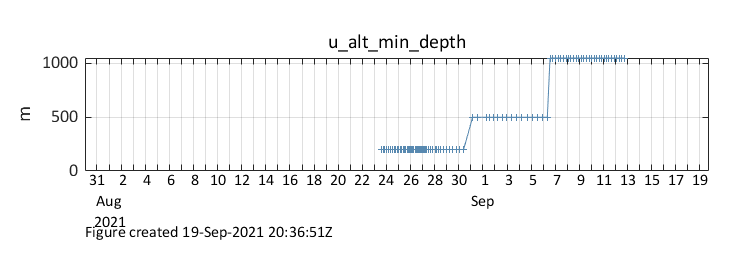 u_alt_min_depth
1000
500
0
m
31 2 4 6 8 10 12 14 16 18 20 22 24 26 28 30 1 3 5 7 9 11 13 15 17 19
Aug Sep
2021
Figure created 19-Sep-2021 20:36:51Z